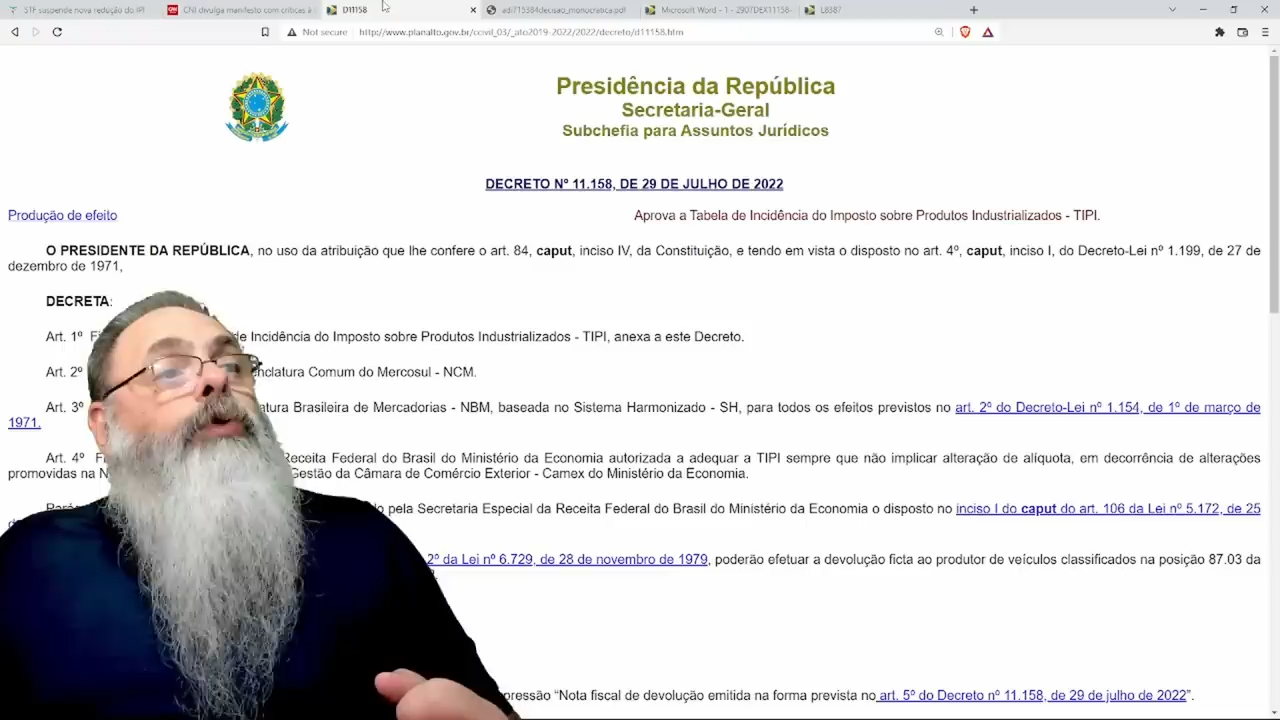 STF suspende nova redução do IPI
CNI divulga manifesto com críticas à
D11158
adi715384decisao_monocratica.pdf
Microsoft Word - 1 - 290TDEX11158-
L8387
Not secure
http://www.planalto.gov.br/ccivil_03/_ato2019-2022/2022/decreto/d11158.htm
Presidência da República
Secretaria-Geral
Subchefia para Assuntos Jurídicos
DECRETO Nº 11.158, DE 29 DE JULHO DE 2022
Produção de efeito
Aprova a Tabela de Incidência do Imposto sobre Produtos Industrializados - TIPI.
O PRESIDENTE DA REPÚBLICA, no uso da atribuição que lhe confere o art. 84, caput, inciso IV, da Constituição, e tendo em vista o disposto no art. 4º, caput, inciso I, do Decreto-Lei nº 1.199, de 27 de
dezembro de 1971,
DECRETA:
Art. 1º de Incidência do Imposto sobre Produtos Industrializados - TIPI, anexa a este Decreto.
Art. 2º Comum do Mercosul - NCM.
Art. 3º Brasileira de Mercadorias - NBM, baseada no Sistema Harmonizado - SH, para todos os efeitos previstos no art. 2º do Decreto-Lei nº 1.154, de 1º de março de
1971.
Art. 4º Receita Federal do Brasil do Ministério da Economia autorizada a adequar a TIPI sempre que não implicar alteração de alíquota, em decorrência de alterações
promovidas na Gestão da Câmara de Comércio Exterior - Camex do Ministério da Economia.
pela Secretaria Especial da Receita Federal do Brasil do Ministério da Economia o disposto no inciso I do caput do art. 106 da Lei nº 5.172, de 25
2º da Lei nº 6.729, de 28 de novembro de 1979, poderão efetuar a devolução ficta ao produtor de veículos classificados na posição 87.03 da
“Nota fiscal de devolução emitida na forma prevista no art. 5º do Decreto nº 11.158, de 29 de julho de 2022”.